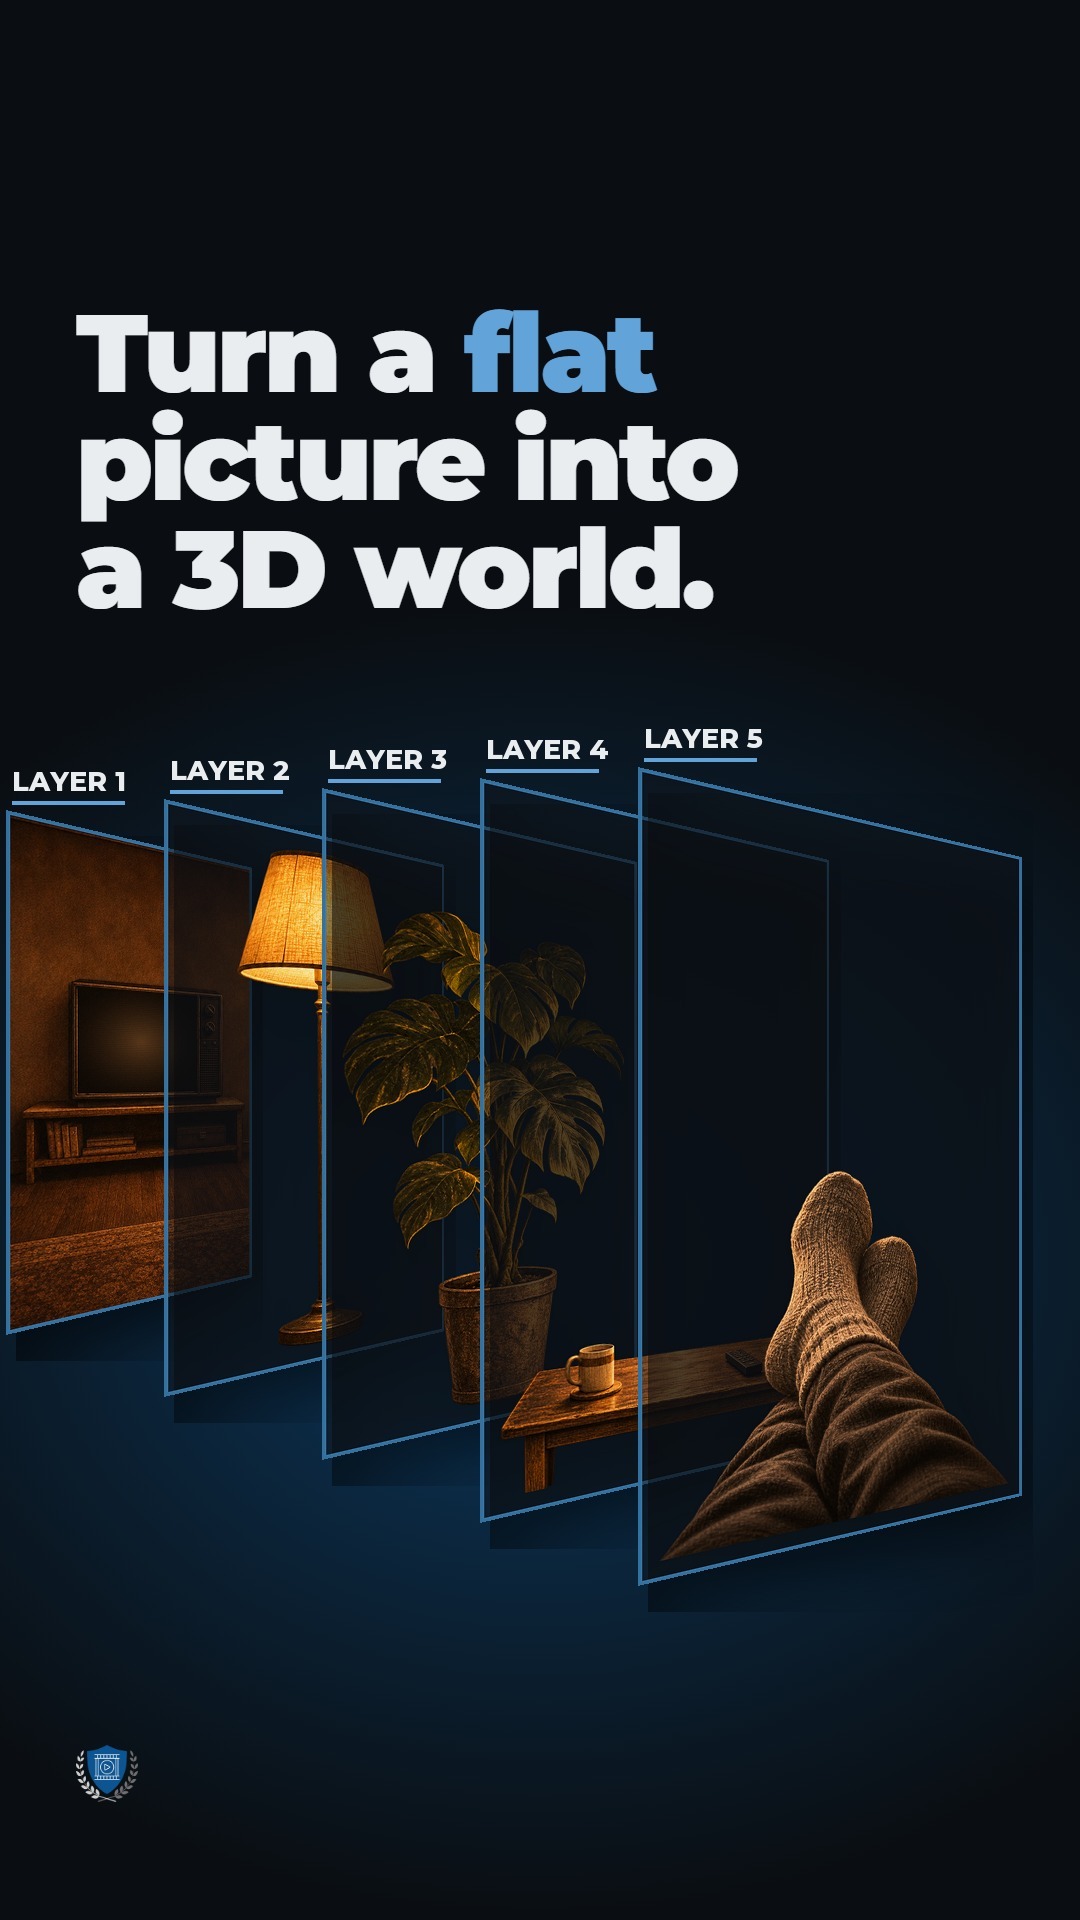 Turn a flat
picture into
a 3D world.
LAYER 1
LAYER 2
LAYER 3
LAYER 4
LAYER 5